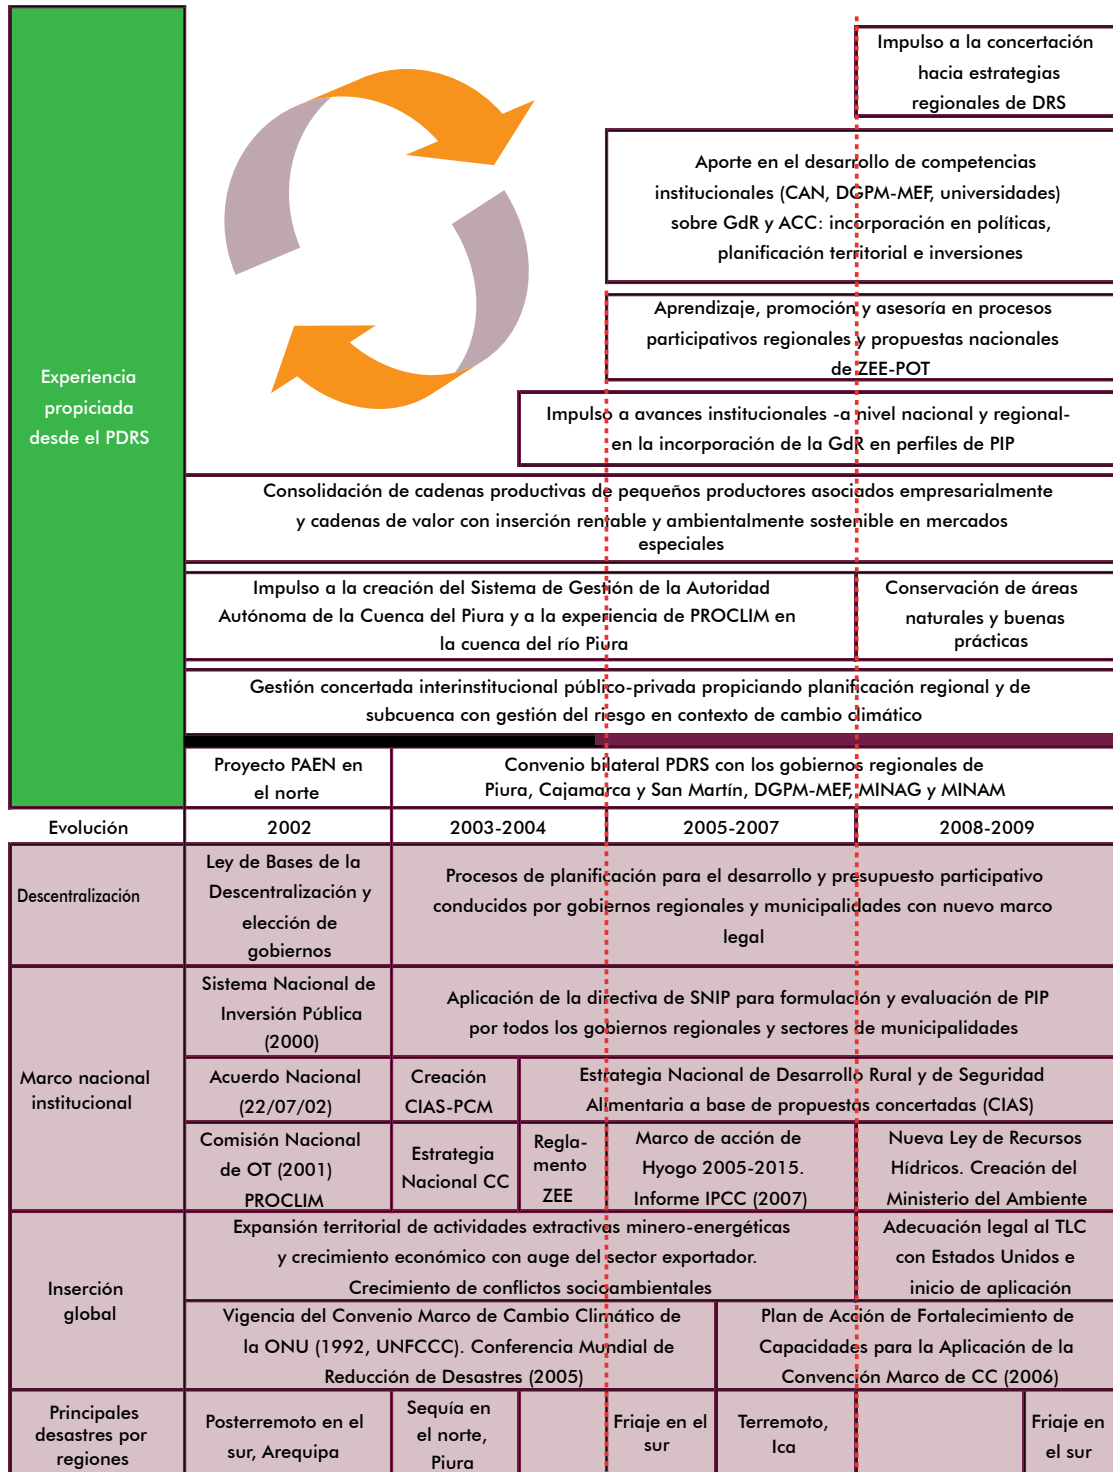 Impulso a la concertación
hacia estrategias
regionales de DRS
Aporte en el desarrollo de competencias
institucionales (CAN, DGPM-MEF, universidades)
sobre GdR y ACC: incorporación en políticas,
planificación territorial e inversiones
Aprendizaje, promoción y asesoría en procesos
participativos regionales y propuestas nacionales
de ZEE-POT
Experiencia
propiciada
desde el PDRS
Impulso a avances institucionales -a nivel nacional y regional-
en la incorporación de la GdR en perfiles de PIP
Consolidación de cadenas productivas de pequeños productores asociados empresarialmente
y cadenas de valor con inserción rentable y ambientalmente sostenible en mercados
especiales
Impulso a la creación del Sistema de Gestión de la Autoridad
Autónoma de la Cuenca del Piura y a la experiencia de PROCLIM en
la cuenca del río Piura
Conservación de áreas
naturales y buenas
prácticas
Gestión concertada interinstitucional público-privada propiciando planificación regional y de
subcuenca con gestión del riesgo en contexto de cambio climático
Proyecto PAEN en
el norte
Convenio bilateral PDRS con los gobiernos regionales de
Piura, Cajamarca y San Martín, DGPM-MEF, MINAG y MINAM
Evolución
2002
2003-2004
2005-2007
2008-2009
Descentralización
Ley de Bases de la
Descentralización y
elección de
gobiernos
Procesos de planificación para el desarrollo y presupuesto participativo
conducidos por gobiernos regionales y municipalidades con nuevo marco
legal
Marco nacional
institucional
Sistema Nacional de
Inversión Pública
(2000)
Aplicación de la directiva de SNIP para formulación y evaluación de PIP
por todos los gobiernos regionales y sectores de municipalidades
Acuerdo Nacional
(22/07/02)
Creación
CIAS-PCM
Estrategia Nacional de Desarrollo Rural y de Seguridad
Alimentaria a base de propuestas concertadas (CIAS)
Comisión Nacional
de OT (2001)
PROCLIM
Estrategia
Nacional CC
Regla-
mento
ZEE
Marco de acción de
Hyogo 2005-2015.
Informe IPCC (2007)
Nueva Ley de Recursos
Hídricos. Creación del
Ministerio del Ambiente
Inserción
global
Expansión territorial de actividades extractivas minero-energéticas
y crecimiento económico con auge del sector exportador.
Crecimiento de conflictos socioambientales
Adecuación legal al TLC
con Estados Unidos e
inicio de aplicación
Vigencia del Convenio Marco de Cambio Climático de
la ONU (1992, UNFCCC). Conferencia Mundial de
Reducción de Desastres (2005)
Plan de Acción de Fortalecimiento de
Capacidades para la Aplicación de la
Convención Marco de CC (2006)
Principales
desastres por
regiones
Posterremoto en el
sur, Arequipa
Sequía en
el norte,
Piura
Friaje en el
sur
Terremoto,
Ica
Friaje en
el sur